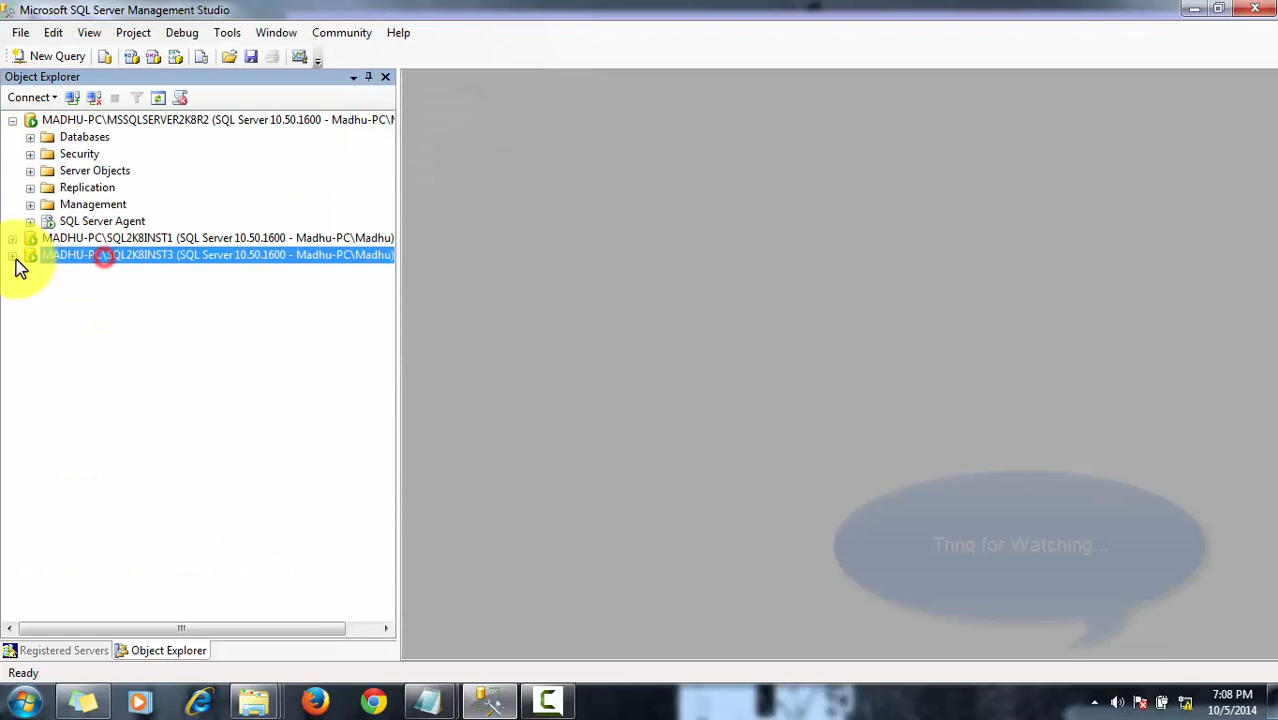 Microsoft SQL Server Management Studio
File Edit View Project Debug Tools Window Community Help
New Query
Object Explorer
Connect
MADHU-PC\MSSQLSERVER2K8R2 (SQL Server 10.50.1600 - Madhu-PC\
Databases
Security
Server Objects
Replication
Management
SQL Server Agent
MADHU-PC\SQL2K8INST1 (SQL Server 10.50.1600 - Madhu-PC\Madhu)
MADHU-PC\SQL2K8INST3 (SQL Server 10.50.1600 - Madhu-PC\Madhu)
Thnq for Watching...
Registered Servers Object Explorer
Ready
7:08 PM
10/5/2014